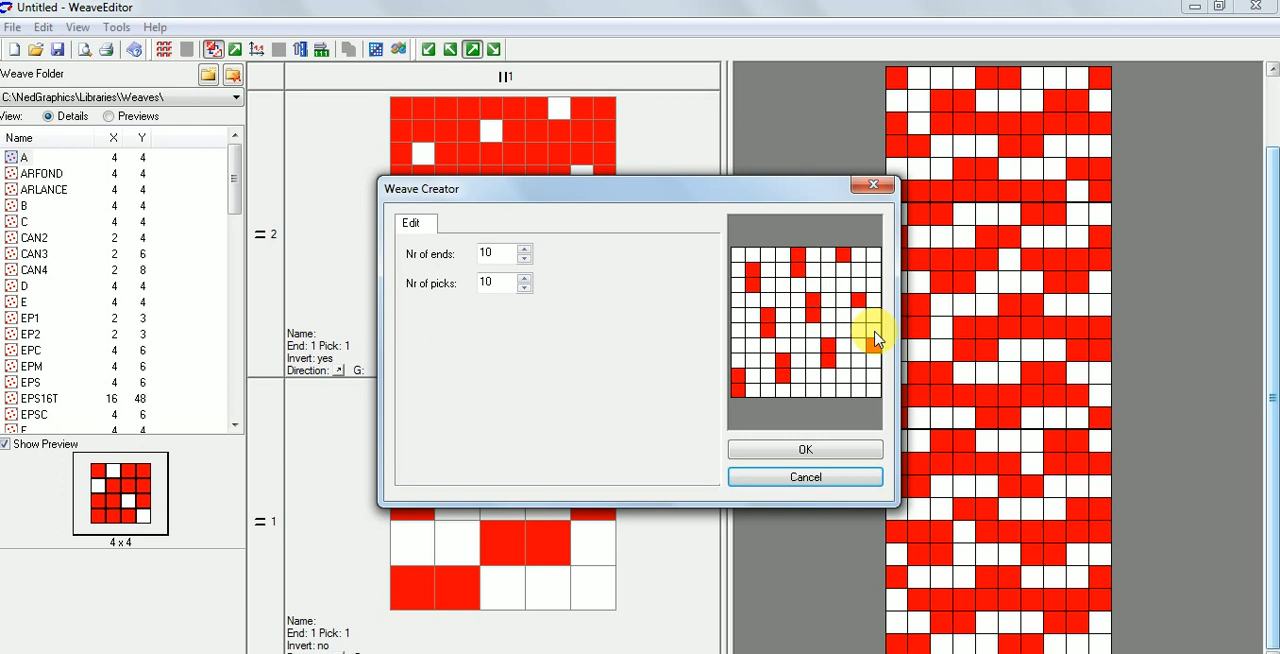 Untitled - WeaveEditor
File Edit View Tools Help
Weave Folder
C:\NedGraphics\Libraries\Weaves\
View: Details Previews
Name X Y
A 4 4
ARFOND 4 4
ARLANCE 4 4
B 4 4
C 4 4
CAN2 2 4
CAN3 2 6
CAN4 2 8
D 4 4
E 4 4
EP1 2 3
EP2 2 3
EPC 4 6
EPM 4 6
EPS 4 6
EPS16T 16 48
EPSC 4 6
F 4 4
Show Preview
4 x 4
1
= 2
Name:
End: 1 Pick: 1
Invert: yes
Direction: G:
= 1
Name:
End: 1 Pick: 1
Invert: no
Weave Creator
Edit
Nr of ends: 10
Nr of picks: 10
OK
Cancel